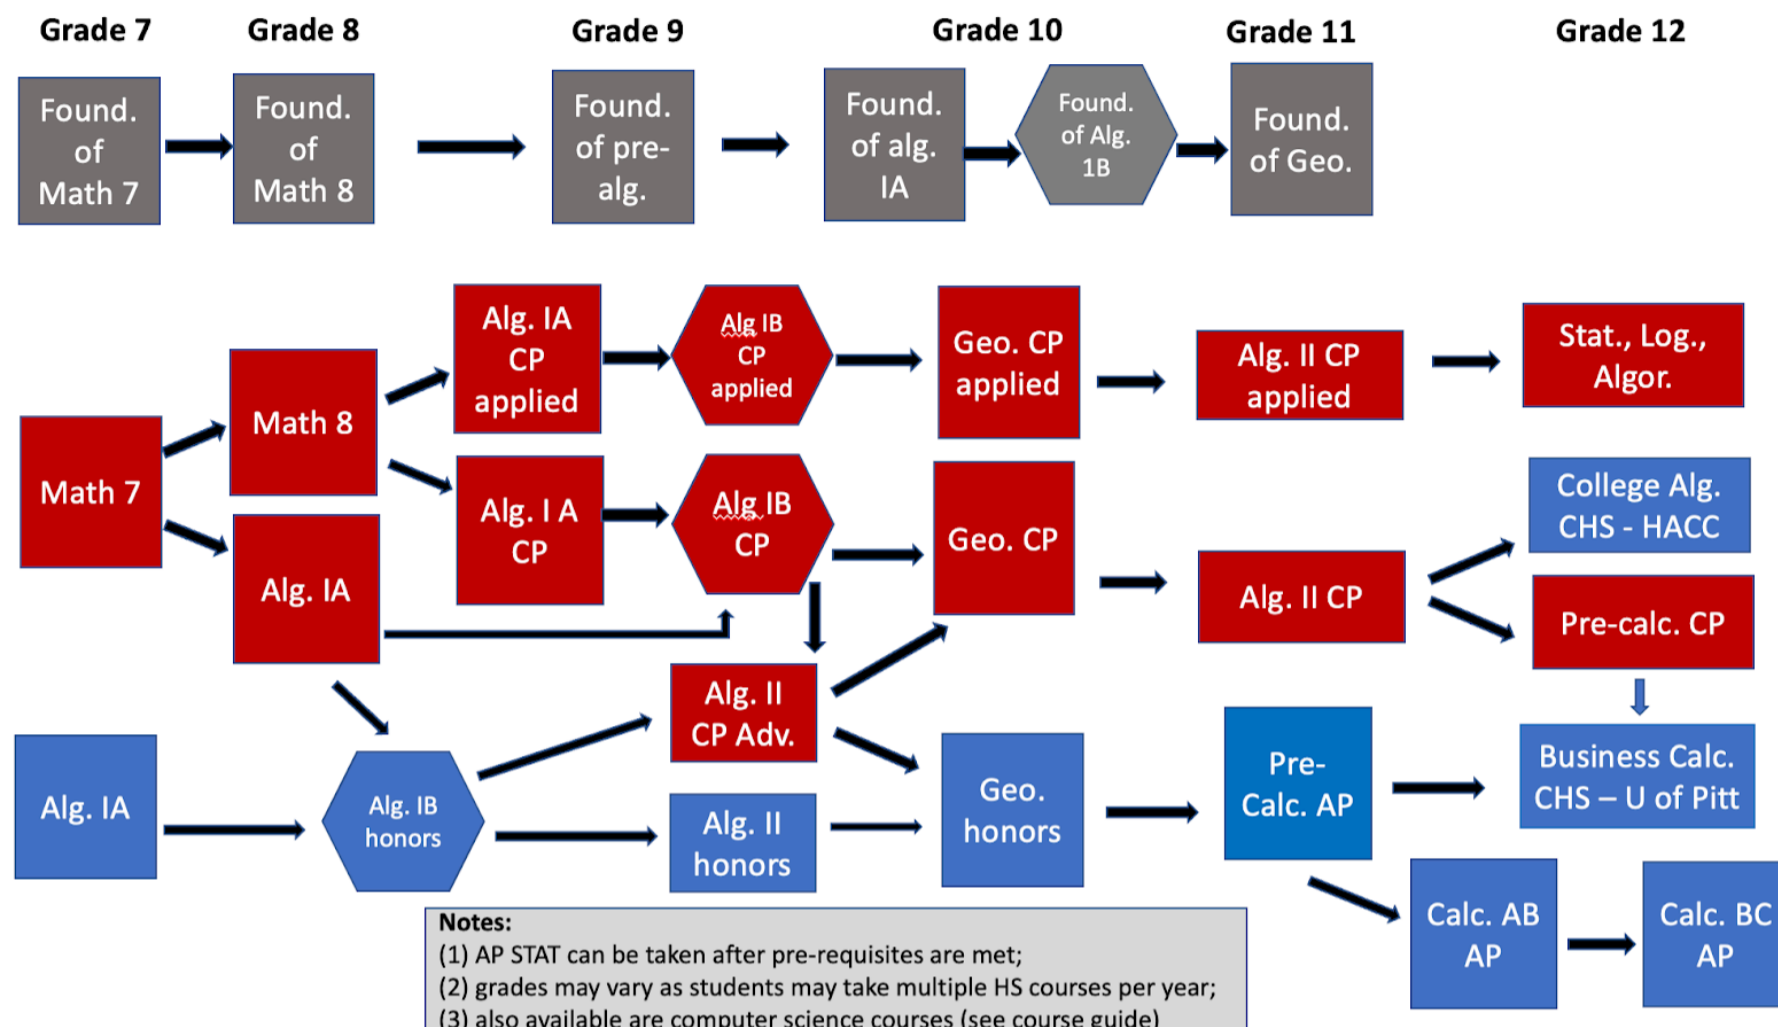 Grade 7
Grade 8
Grade 9
Grade 10
Grade 11
Grade 12
Found.
of
Math 7
Found.
of
Math 8
Found.
of pre-
alg.
Found.
of alg.
IA
Found.
of Alg.
1B
Found.
of Geo.
Math 7
Math 8
Alg. IA
Alg. IA
CP
applied
Alg IB
CP
applied
Geo. CP
applied
Alg. II CP
applied
Stat., Log.,
Algor.
Alg. I A
CP
Alg IB
CP
Geo. CP
Alg. II CP
College Alg.
CHS - HACC
Pre-calc. CP
Alg. II
CP Adv.
Alg. IA
Alg. IB
honors
Alg. II
honors
Geo.
honors
Pre-
Calc. AP
Business Calc.
CHS – U of Pitt
Calc. AB
AP
Calc. BC
AP
Notes:
(1) AP STAT can be taken after pre-requisites are met;
(2) grades may vary as students may take multiple HS courses per year;
(3) also available are computer science courses (see course guide)